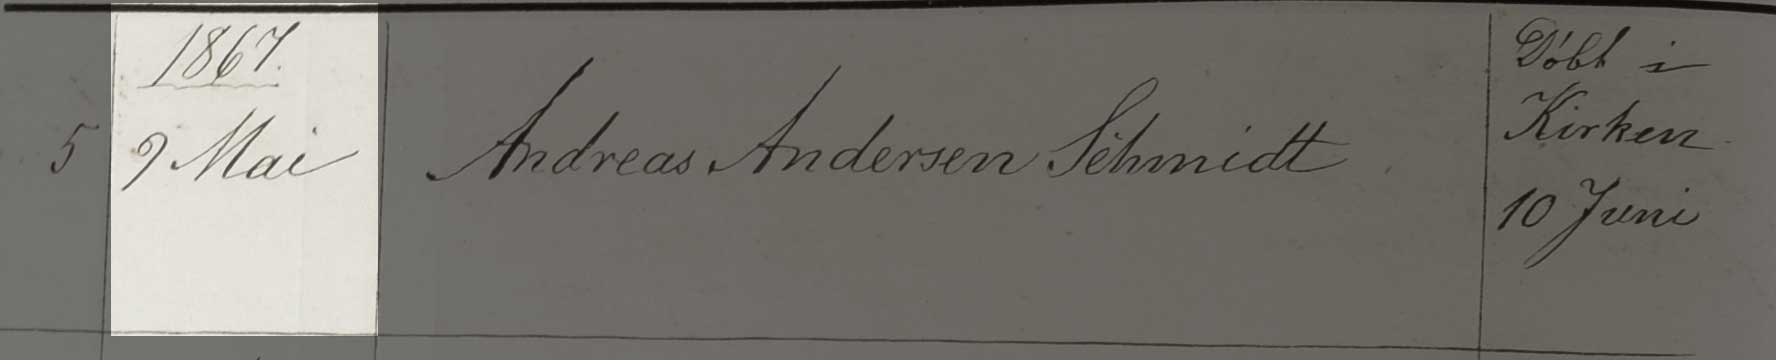 1867.
5 9 Mai Andreas Andersen Schmidt
Döbt i
Kirken
10 Juni